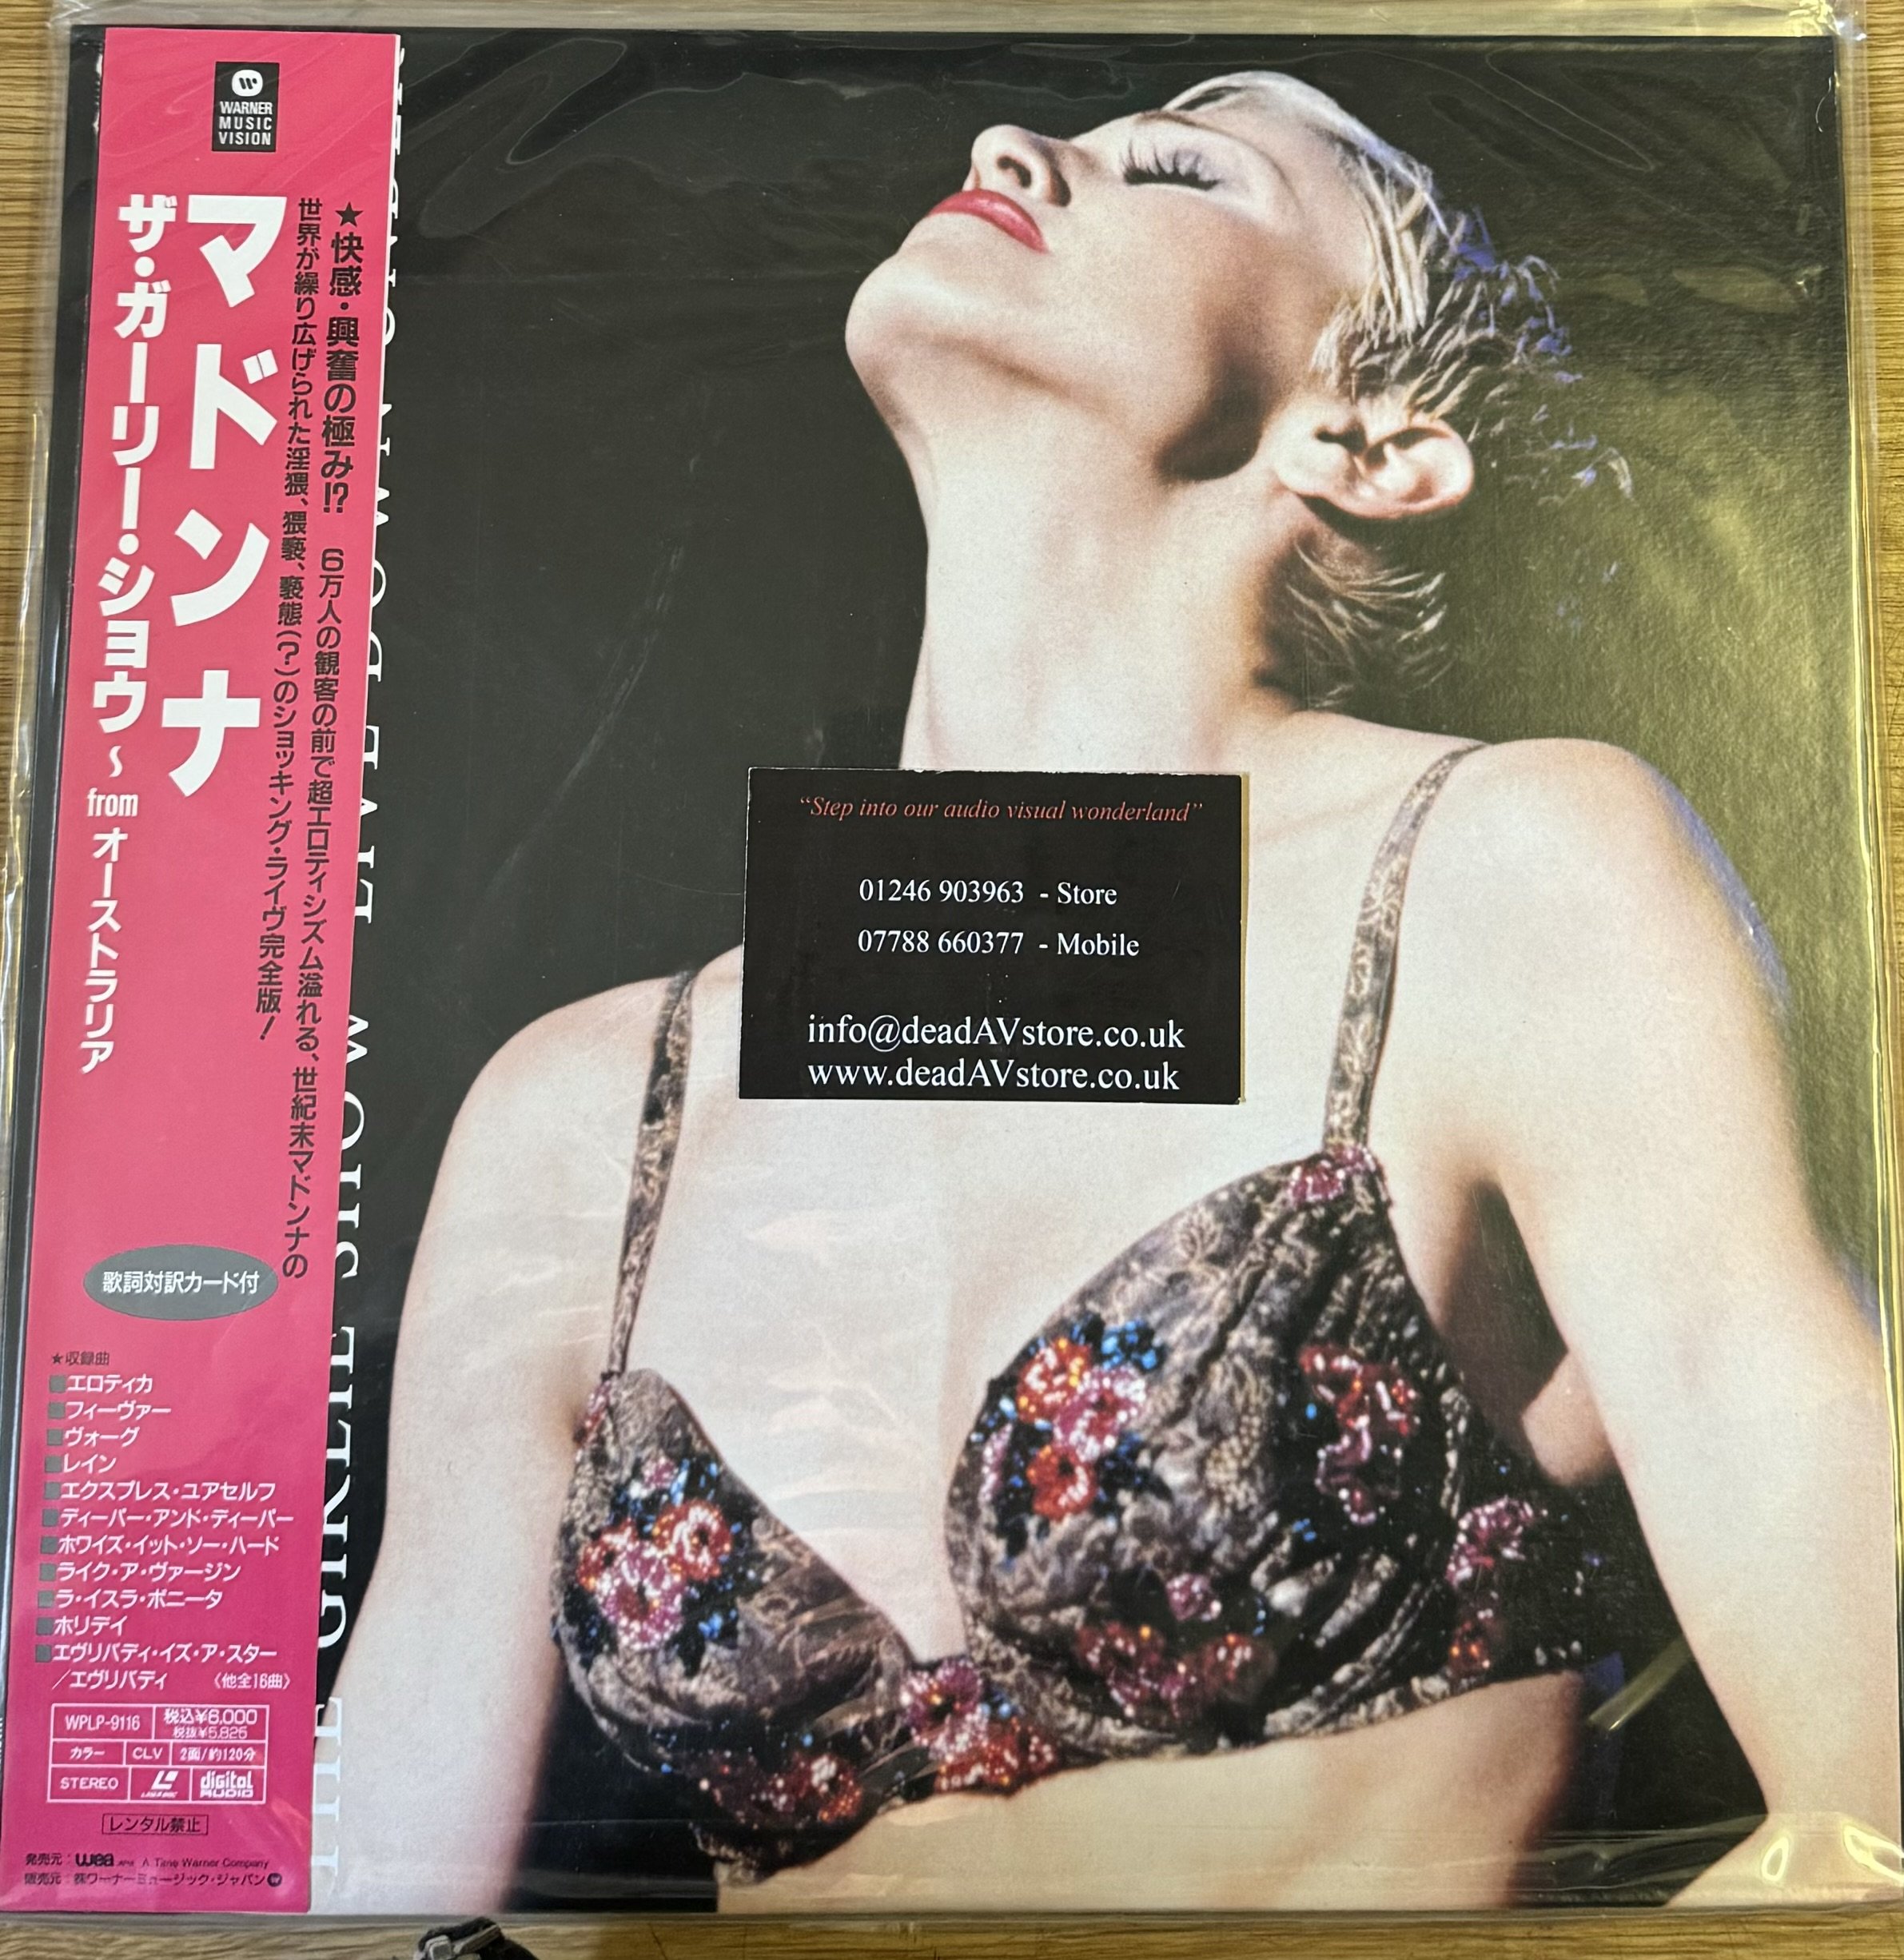 WARNER
MUSIC
VISION
★快感・興奮の極み!? 6万人の観客の前で超エロティシズム溢れる、世紀末マドンナの
世界が繰り広げられた淫猥、猥褻、褻態(?)のショッキング・ライヴ完全版!
マドンナ
ザ・ガーリー・ショウ~from オーストラリア
歌詞対訳カード付
★収録曲
■エロティカ
■フィーヴァー
■ヴォーグ
■レイン
■エクスプレス・ユアセルフ
■ディーパー・アンド・ディーパー
■ホワイズ・イット・ソー・ハード
■ライク・ア・ヴァージン
■ラ・イスラ・ボニータ
■ホリデイ
■エヴリバディ・イズ・ア・スター
/エヴリバディ 〈他全16曲〉
WPLP-9116 税込¥6,000
税抜¥5,825
カラー CLV 2面/約120分
STEREO LASER DISC digital AUDIO
レンタル禁止
発売元:wea A Time Warner Company
販売元:㈱ワーナーミュージック・ジャパン
"Step into our audio visual wonderland"
01246 903963 - Store
07788 660377 - Mobile
info@deadAVstore.co.uk
www.deadAVstore.co.uk